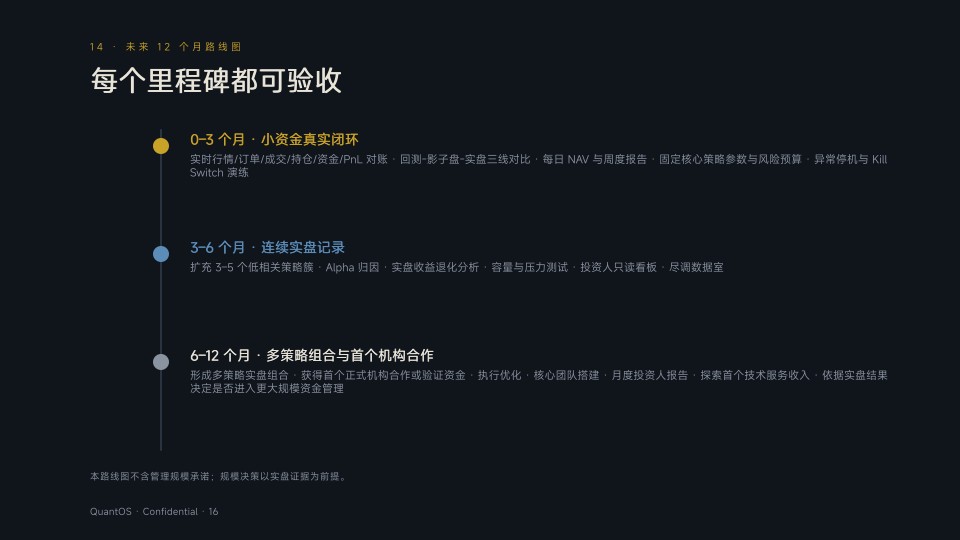 14 · 未来 12 个月路线图
每个里程碑都可验收
0–3 个月 · 小资金真实闭环
实时行情/订单/成交/持仓/资金/PnL 对账 · 回测-影子盘-实盘三线对比 · 每日 NAV 与周度报告 · 固定核心策略参数与风险预算 · 异常停机与 Kill
Switch 演练
3–6 个月 · 连续实盘记录
扩充 3–5 个低相关策略簇 · Alpha 归因 · 实盘收益退化分析 · 容量与压力测试 · 投资人只读看板 · 尽调数据室
6–12 个月 · 多策略组合与首个机构合作
形成多策略实盘组合 · 获得首个正式机构合作或验证资金 · 执行优化 · 核心团队搭建 · 月度投资人报告 · 探索首个技术服务收入 · 依据实盘结果
决定是否进入更大规模资金管理
本路线图不含管理规模承诺；规模决策以实盘证据为前提。
QuantOS · Confidential · 16